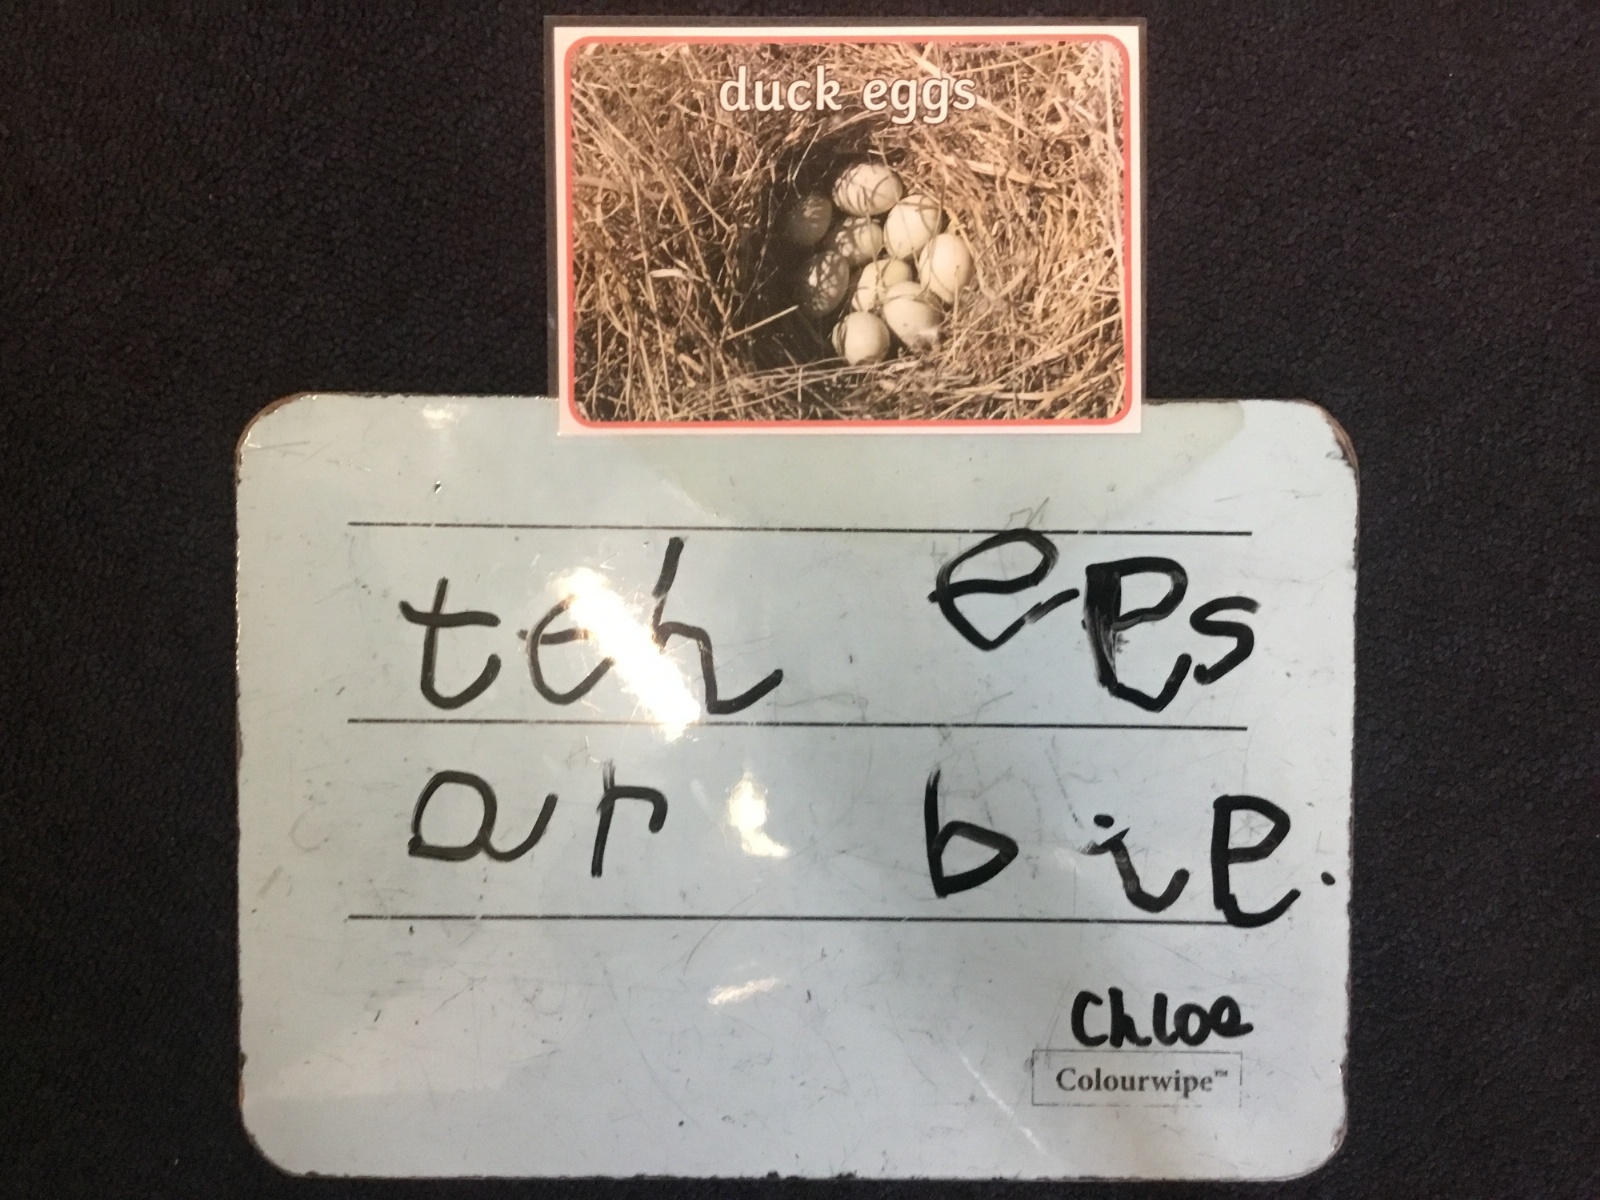 duck eggs
teh ees
ar bie.
Chloe
Colourwipe™